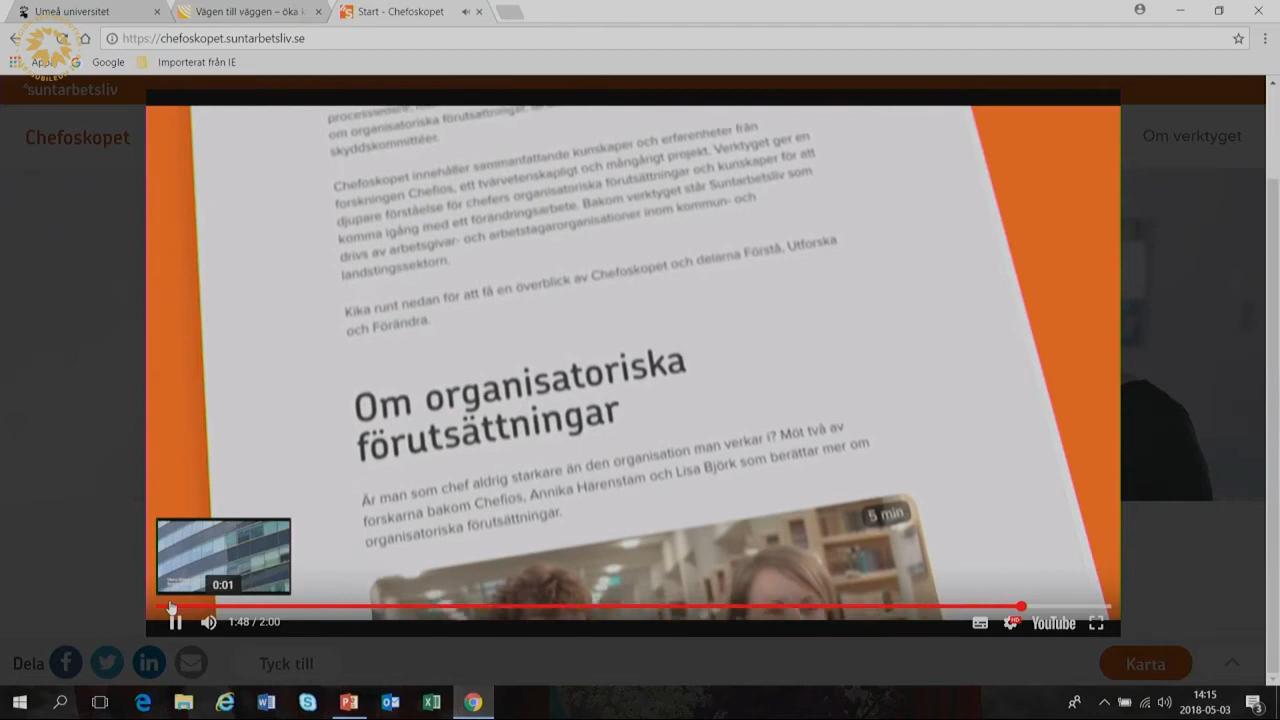 Umeå universitet
Vägen till väggen – öka k
Start - Chefoskopet
https://chefoskopet.suntarbetsliv.se
Appar
Google
Importerat från IE
suntarbetsliv
Chefoskopet
Om verktyget
om organisatoriska förutsättningar,
skyddskommittéer.
Chefoskopet innehåller sammanfattande kunskaper och erfarenheter från
forskningen Chefios, ett tvärvetenskapligt och mångårigt projekt. Verktyget ger en
djupare förståelse för chefers organisatoriska förutsättningar och kunskaper för att
komma igång med ett förändringsarbete. Bakom verktyget står Suntarbetsliv som
drivs av arbetsgivar- och arbetstagarorganisationer inom kommun- och
landstingssektorn.
Kika runt nedan för att få en överblick av Chefoskopet och delarna Förstå, Utforska
och Förändra.
Om organisatoriska
förutsättningar
Är man som chef aldrig starkare än den organisation man verkar i? Möt två av
forskarna bakom Chefios, Annika Härenstam och Lisa Björk som berättar mer om
organisatoriska förutsättningar.
5 min
0:01
1:48 / 2:00
HD
YouTube
Dela
Tyck till
Karta
14:15
2018-05-03
3